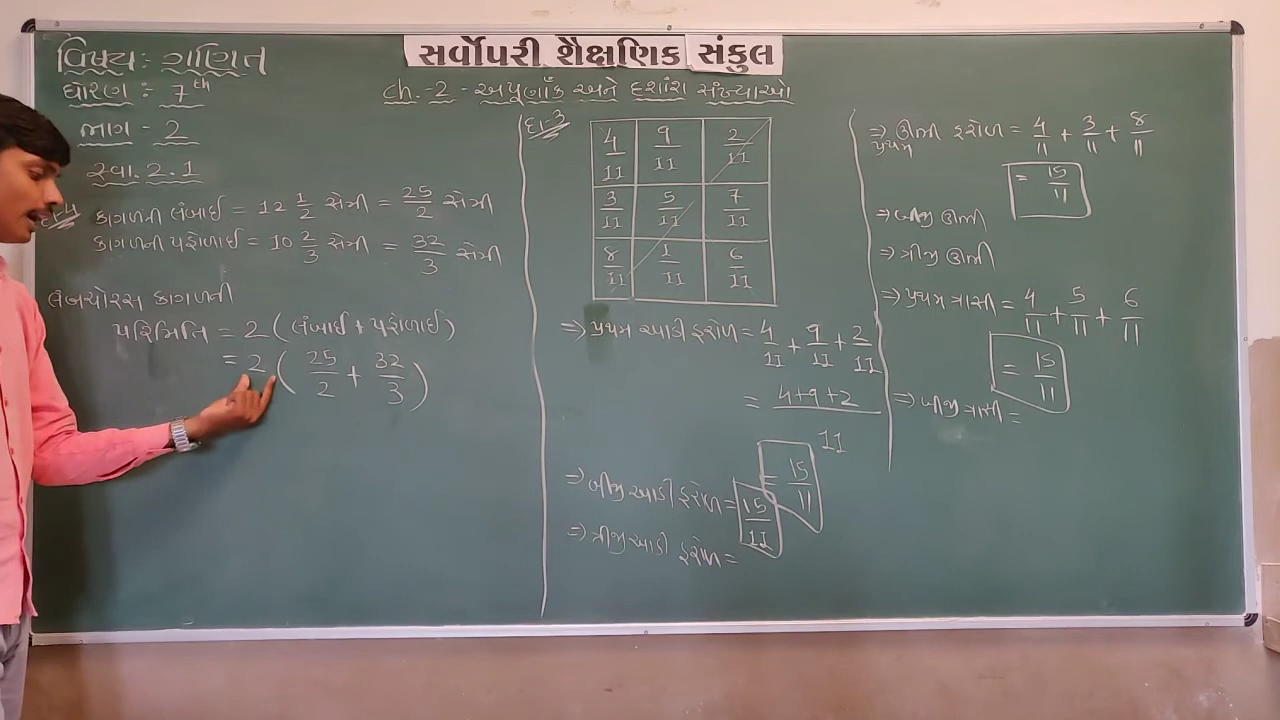 સર્વોપરી શૈક્ષણિક સંકુલ
વિષય: ગણિત
ધોરણ : 7th
ch.-2 - અપૂર્ણાંક અને દશાંશ સંખ્યાઓ
ભાગ - 2
સ્વા. 2.1
દા-4
કાગળની લંબાઈ = 12 1/2 સેમી = 25/2 સેમી
કાગળની પહોળાઈ = 10 2/3 સેમી = 32/3 સેમી
લંબચોરસ કાગળની
પરિમિતિ = 2 (લંબાઈ + પહોળાઈ)
= 2 ( 25/2 + 32/3 )
દા-3
4/11 9/11 2/11
3/11 5/11 7/11
8/11 1/11 6/11
⇒ પ્રથમ આડી હરોળ = 4/11 + 9/11 + 2/11
= 4+9+2 / 11
= 15/11
⇒ બીજી આડી હરોળ = 15/11
⇒ ત્રીજી આડી હરોળ =
⇒ ઊભી હરોળ = 4/11 + 3/11 + 8/11
પ્રથમ
= 15/11
⇒ બીજી ઊભી
⇒ ત્રીજી ઊભી
⇒ પ્રથમ ત્રાંસી = 4/11 + 5/11 + 6/11
= 15/11
⇒ બીજી ત્રાંસી =